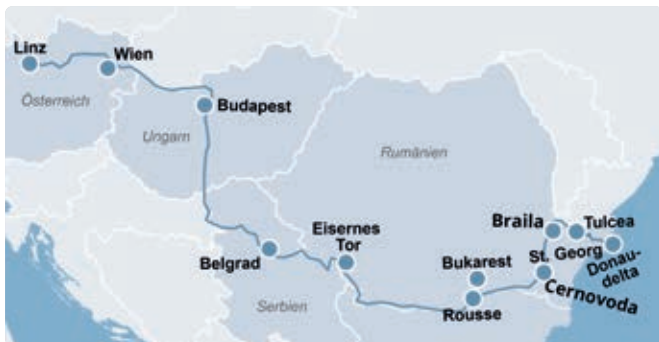 Linz
Wien
Österreich
Budapest
Ungarn
Rumänien
Braila
Tulcea
Eisernes
Tor
Belgrad
Bukarest
St. Georg
Donau-
delta
Cernovoda
Serbien
Rousse